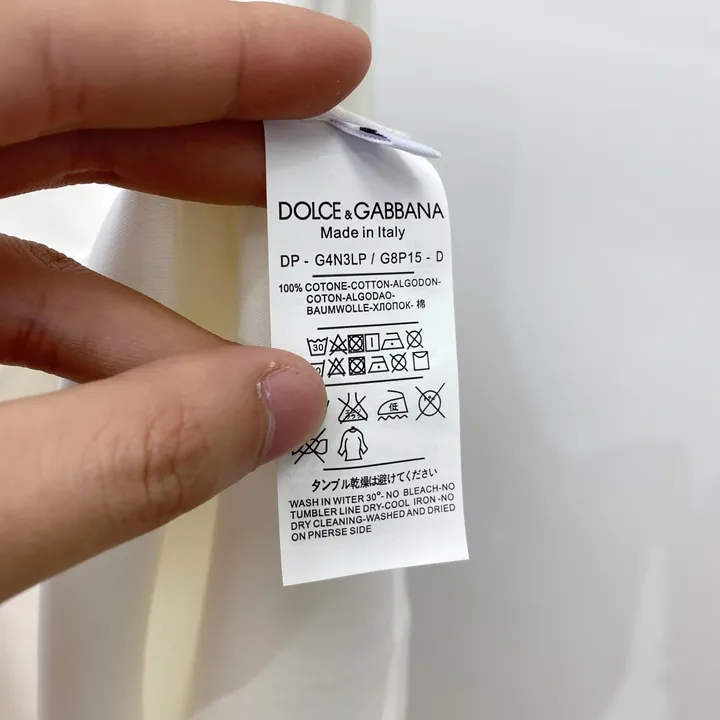 DOLCE & GABBANA
Made in Italy
DP - G4N3LP / G8P15 - D
100% COTONE-COTTON-ALGODON-
COTON-ALGODAO-
BAUMWOLLE-ХЛОПОК- 棉
30
低
タンブル乾燥は避けてください
WASH IN WITER 30°- NO BLEACH-NO
TUMBLER LINE DRY-COOL IRON -NO
DRY CLEANING-WASHED AND DRIED
ON PNERSE SIDE